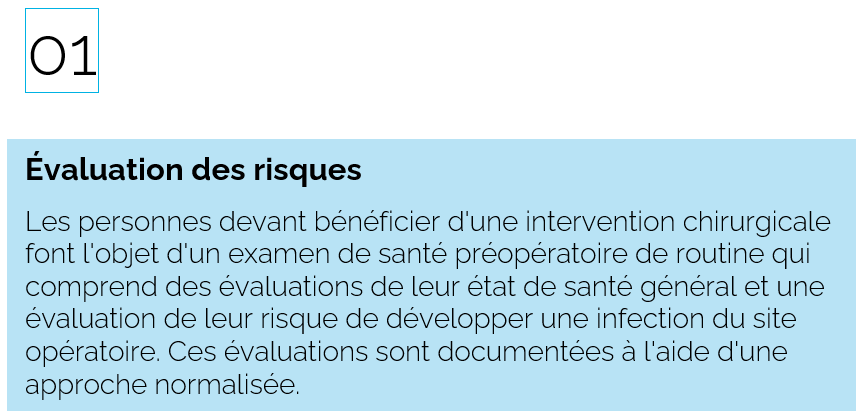 01
Évaluation des risques
Les personnes devant bénéficier d'une intervention chirurgicale
font l'objet d'un examen de santé préopératoire de routine qui
comprend des évaluations de leur état de santé général et une
évaluation de leur risque de développer une infection du site
opératoire. Ces évaluations sont documentées à l'aide d'une
approche normalisée.